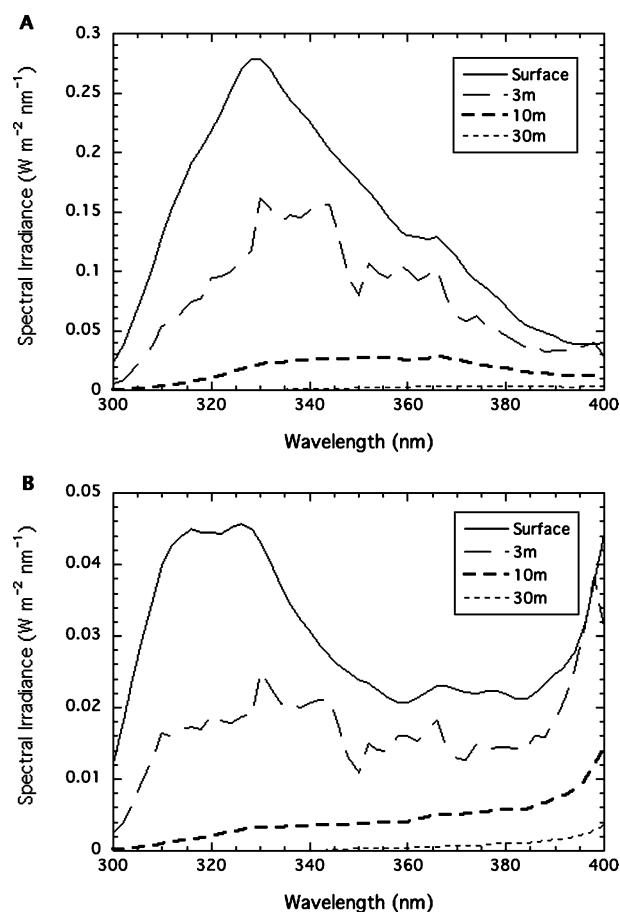 A
0.3
0.25
0.2
0.15
0.1
0.05
0
Spectral Irradiance (W m⁻² nm⁻¹)
Surface
3m
10m
30m
300 320 340 360 380 400
Wavelength (nm)
B
0.05
0.04
0.03
0.02
0.01
0
Spectral Irradiance (W m⁻² nm⁻¹)
Surface
3m
10m
30m
300 320 340 360 380 400
Wavelength (nm)